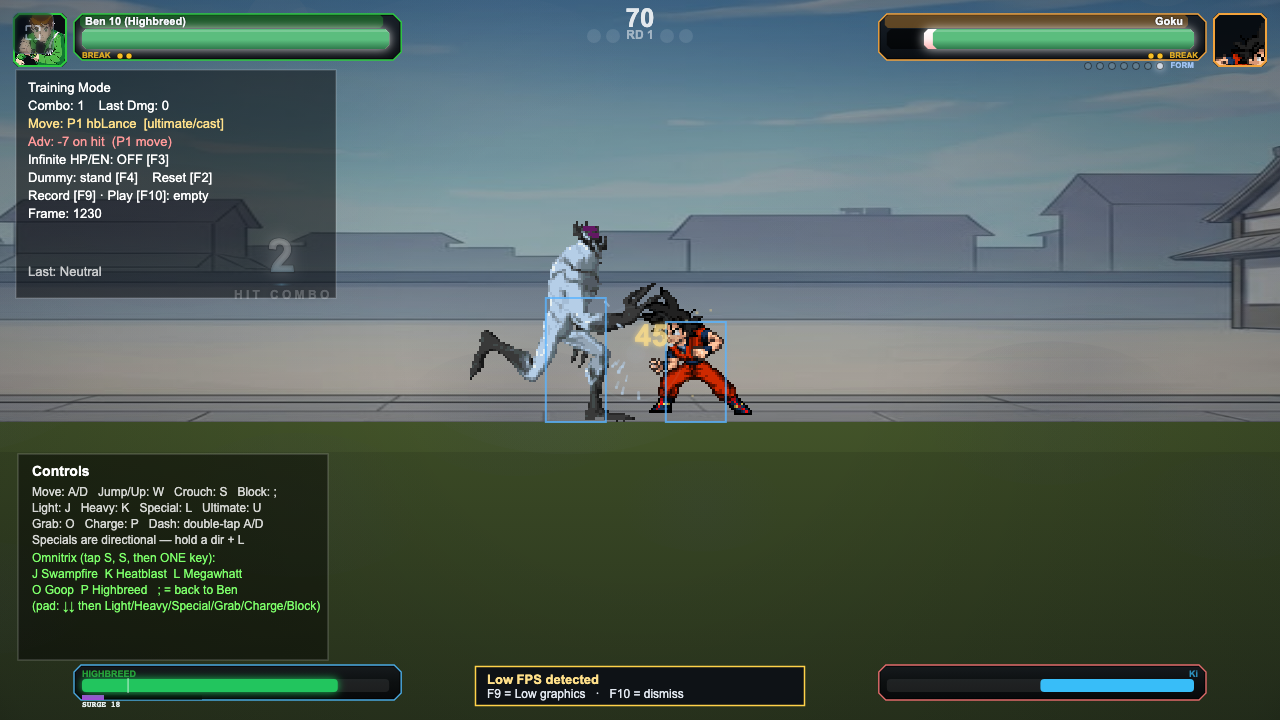 Ben 10 (Highbreed)
BREAK
70
RD 1
Goku
BREAK
FORM
Training Mode
Combo: 1 Last Dmg: 0
Move: P1 hbLance [ultimate/cast]
Adv: -7 on hit (P1 move)
Infinite HP/EN: OFF [F3]
Dummy: stand [F4] Reset [F2]
Record [F9] · Play [F10]: empty
Frame: 1230
2
Last: Neutral
HIT COMBO
45
Controls
Move: A/D Jump/Up: W Crouch: S Block: ;
Light: J Heavy: K Special: L Ultimate: U
Grab: O Charge: P Dash: double-tap A/D
Specials are directional — hold a dir + L
Omnitrix (tap S, S, then ONE key):
J Swampfire K Heatblast L Megawhatt
O Goop P Highbreed ; = back to Ben
(pad: ↓↓ then Light/Heavy/Special/Grab/Charge/Block)
HIGHBREED
SURGE 18
Low FPS detected
F9 = Low graphics · F10 = dismiss
Ki